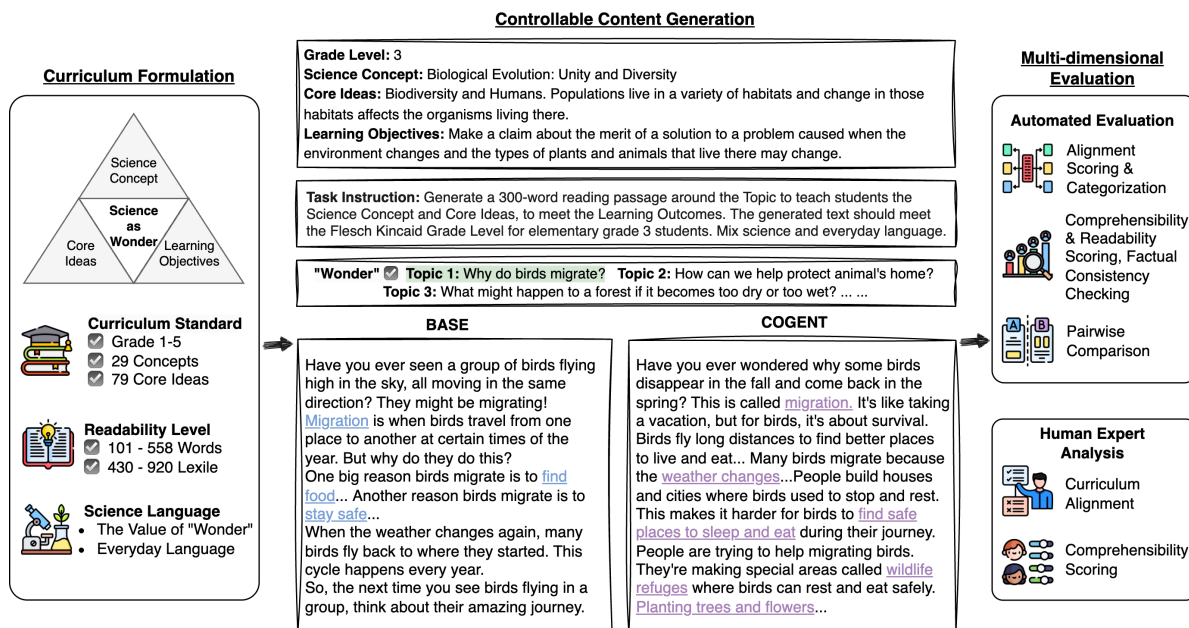 Controllable Content Generation
Curriculum Formulation
Science
Concept
Science
as
Wonder
Core
Ideas
Learning
Objectives
Curriculum Standard
Grade 1-5
29 Concepts
79 Core Ideas
Readability Level
101 - 558 Words
430 - 920 Lexile
Science Language
• The Value of "Wonder"
• Everyday Language
Grade Level: 3
Science Concept: Biological Evolution: Unity and Diversity
Core Ideas: Biodiversity and Humans. Populations live in a variety of habitats and change in those
habitats affects the organisms living there.
Learning Objectives: Make a claim about the merit of a solution to a problem caused when the
environment changes and the types of plants and animals that live there may change.
Task Instruction: Generate a 300-word reading passage around the Topic to teach students the
Science Concept and Core Ideas, to meet the Learning Outcomes. The generated text should meet
the Flesch Kincaid Grade Level for elementary grade 3 students. Mix science and everyday language.
"Wonder" Topic 1: Why do birds migrate? Topic 2: How can we help protect animal's home?
Topic 3: What might happen to a forest if it becomes too dry or too wet? ... ...
BASE
Have you ever seen a group of birds flying
high in the sky, all moving in the same
direction? They might be migrating!
Migration is when birds travel from one
place to another at certain times of the
year. But why do they do this?
One big reason birds migrate is to find
food... Another reason birds migrate is to
stay safe...
When the weather changes again, many
birds fly back to where they started. This
cycle happens every year.
So, the next time you see birds flying in a
group, think about their amazing journey.
COGENT
Have you ever wondered why some birds
disappear in the fall and come back in the
spring? This is called migration. It's like taking
a vacation, but for birds, it's about survival.
Birds fly long distances to find better places
to live and eat... Many birds migrate because
the weather changes...People build houses
and cities where birds used to stop and rest.
This makes it harder for birds to find safe
places to sleep and eat during their journey.
People are trying to help migrating birds.
They're making special areas called wildlife
refuges where birds can rest and eat safely.
Planting trees and flowers...
Multi-dimensional
Evaluation
Automated Evaluation
Alignment
Scoring &
Categorization
Comprehensibility
& Readability
Scoring, Factual
Consistency
Checking
A B
Pairwise
Comparison
Human Expert
Analysis
Curriculum
Alignment
Comprehensibility
Scoring